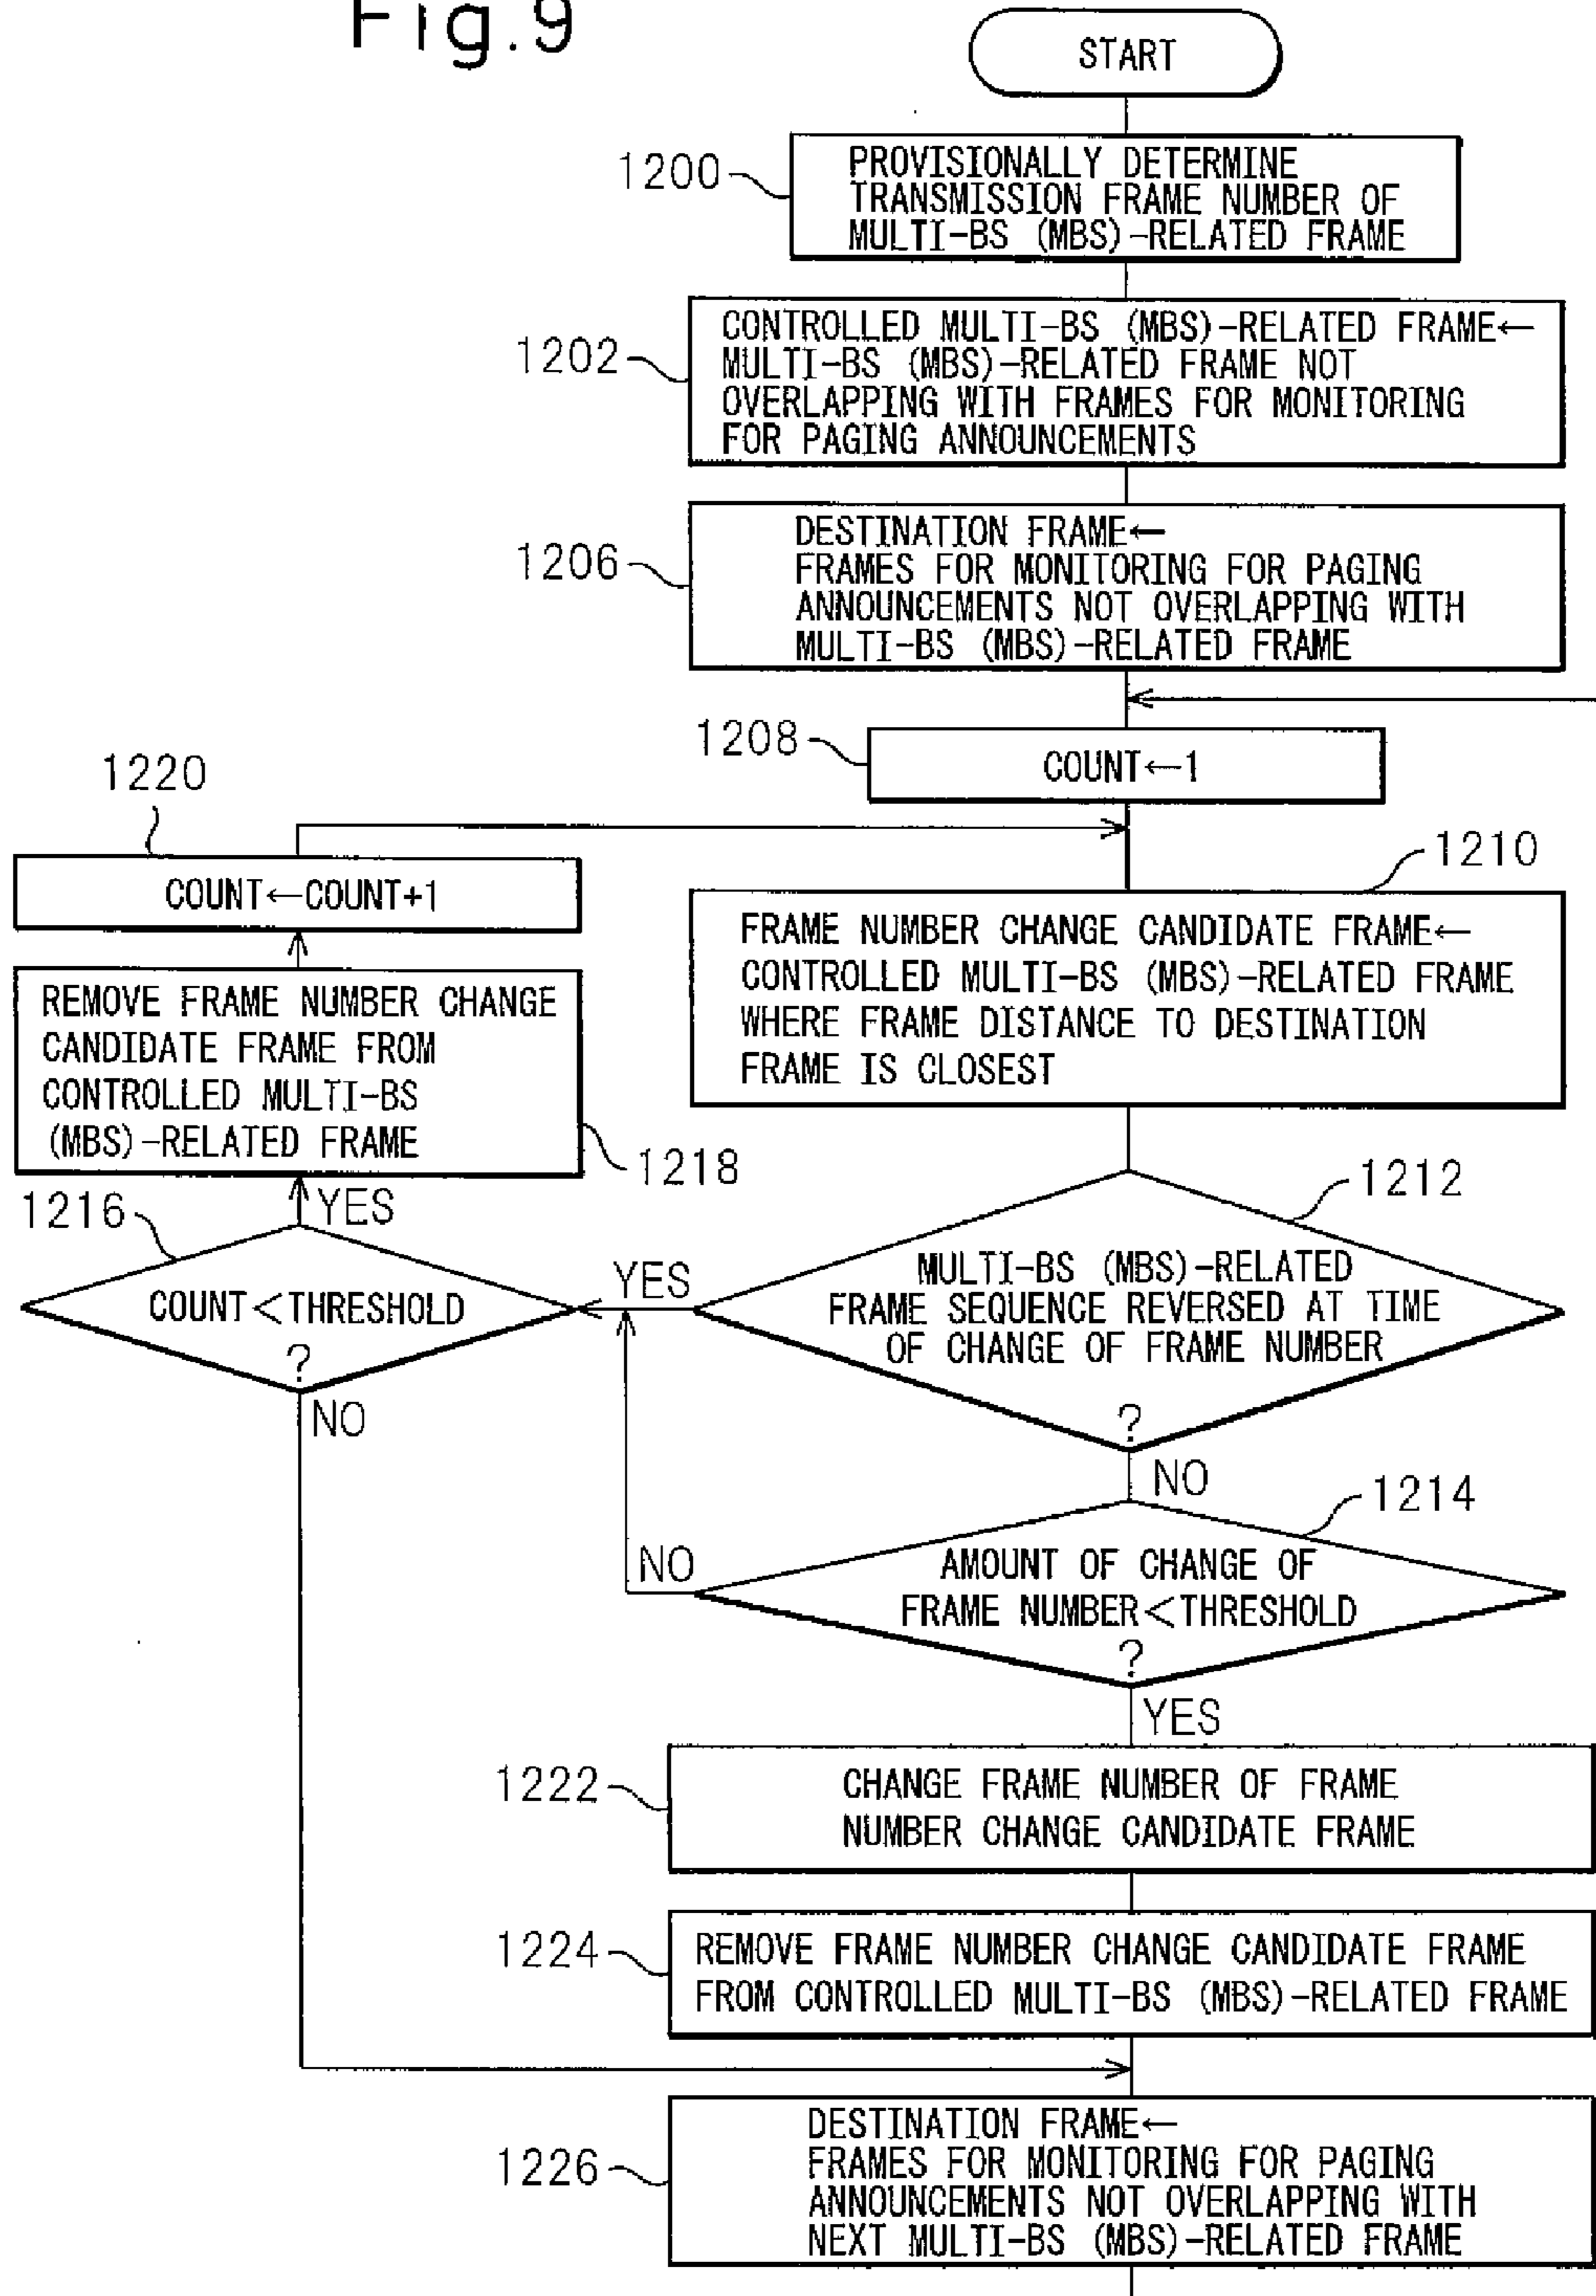 Fig.9
START
1200
PROVISIONALLY DETERMINE
TRANSMISSION FRAME NUMBER OF
MULTI-BS (MBS)-RELATED FRAME
1202
CONTROLLED MULTI-BS (MBS)-RELATED FRAME←
MULTI-BS (MBS)-RELATED FRAME NOT
OVERLAPPING WITH FRAMES FOR MONITORING
FOR PAGING ANNOUNCEMENTS
1206
DESTINATION FRAME←
FRAMES FOR MONITORING FOR PAGING
ANNOUNCEMENTS NOT OVERLAPPING WITH
MULTI-BS (MBS)-RELATED FRAME
1208
COUNT←1
1220
COUNT←COUNT+1
1210
FRAME NUMBER CHANGE CANDIDATE FRAME←
CONTROLLED MULTI-BS (MBS)-RELATED FRAME
WHERE FRAME DISTANCE TO DESTINATION
FRAME IS CLOSEST
REMOVE FRAME NUMBER CHANGE
CANDIDATE FRAME FROM
CONTROLLED MULTI-BS
(MBS)-RELATED FRAME
1218
1212
MULTI-BS (MBS)-RELATED
FRAME SEQUENCE REVERSED AT TIME
OF CHANGE OF FRAME NUMBER
?
YES
NO
1216
YES
COUNT<THRESHOLD
?
NO
1214
AMOUNT OF CHANGE OF
FRAME NUMBER<THRESHOLD
?
NO
YES
1222
CHANGE FRAME NUMBER OF FRAME
NUMBER CHANGE CANDIDATE FRAME
1224
REMOVE FRAME NUMBER CHANGE CANDIDATE FRAME
FROM CONTROLLED MULTI-BS (MBS)-RELATED FRAME
1226
DESTINATION FRAME←
FRAMES FOR MONITORING FOR PAGING
ANNOUNCEMENTS NOT OVERLAPPING WITH
NEXT MULTI-BS (MBS)-RELATED FRAME